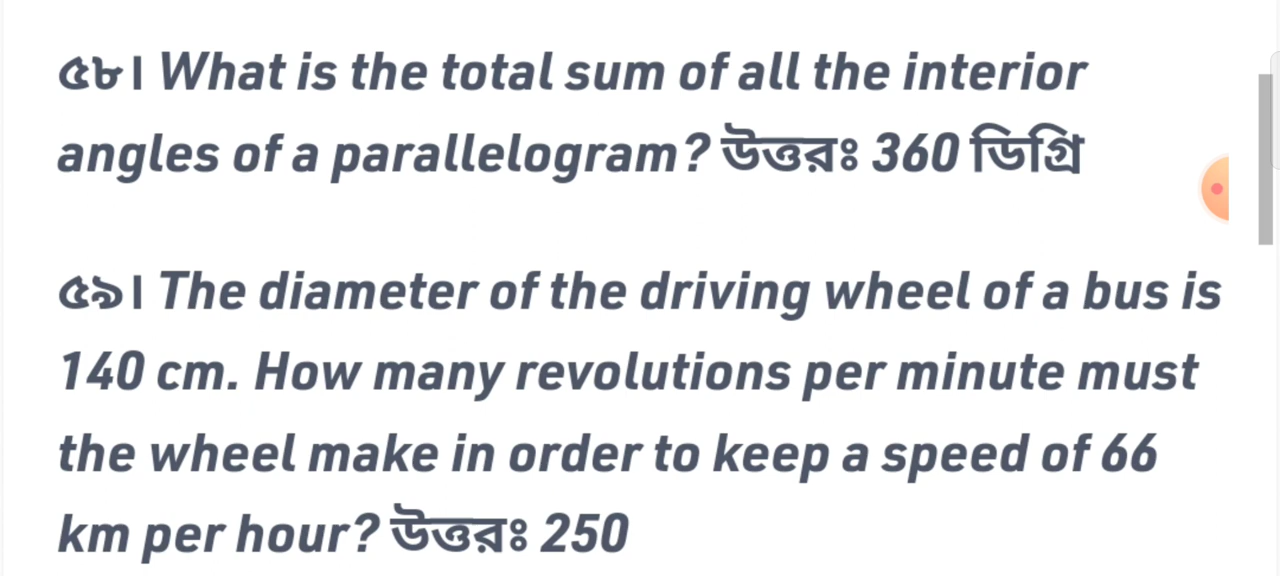 ৫৮। What is the total sum of all the interior
angles of a parallelogram? উত্তরঃ 360 ডিগ্রি
৫৯। The diameter of the driving wheel of a bus is
140 cm. How many revolutions per minute must
the wheel make in order to keep a speed of 66
km per hour? উত্তরঃ 250